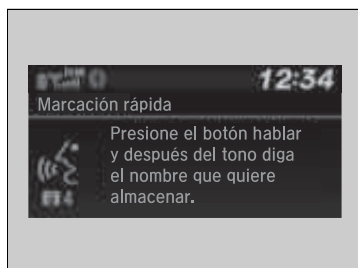 12:34
Marcación rápida
Presione el botón hablar
y después del tono diga
el nombre que quiere
almacenar.